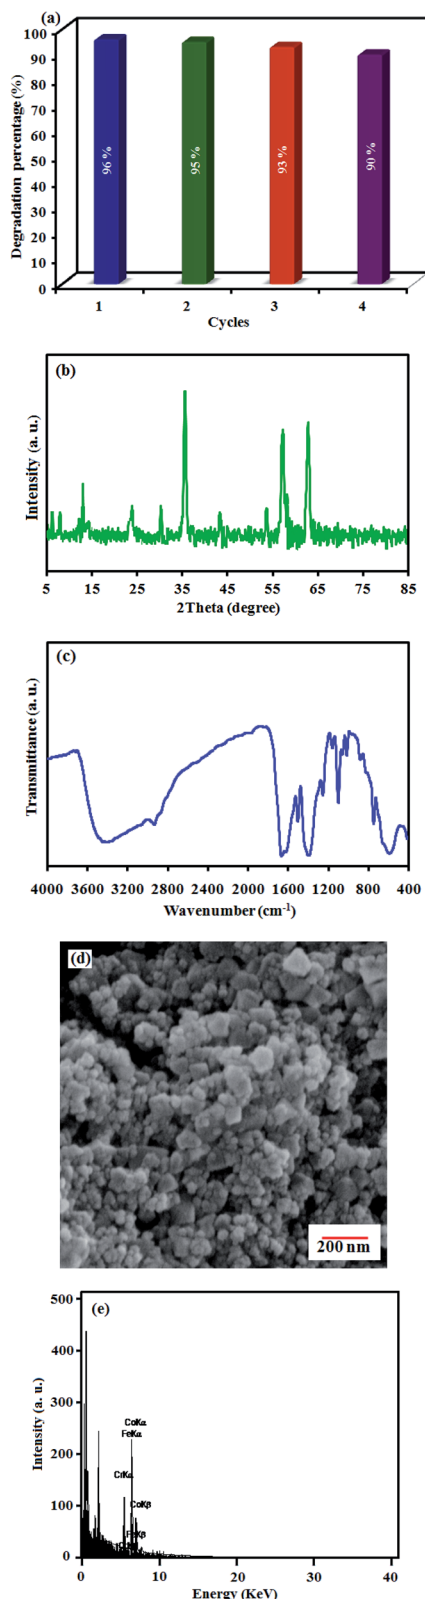 (a)
Degradation percentage (%)
100
90
80
70
60
50
40
30
20
10
0
96 %
95 %
93 %
90 %
1 2 3 4
Cycles
(b)
Intensity (a. u.)
5 15 25 35 45 55 65 75 85
2Theta (degree)
(c)
Transmittance (a. u.)
4000 3600 3200 2800 2400 2000 1600 1200 800 400
Wavenumber (cm-1)
(d)
200 nm
(e)
Intensity (a. u.)
500
400
300
200
100
0
CoKα
FeKα
CrKα
CoKβ
FeKβ
0 10 20 30 40
Energy (KeV)